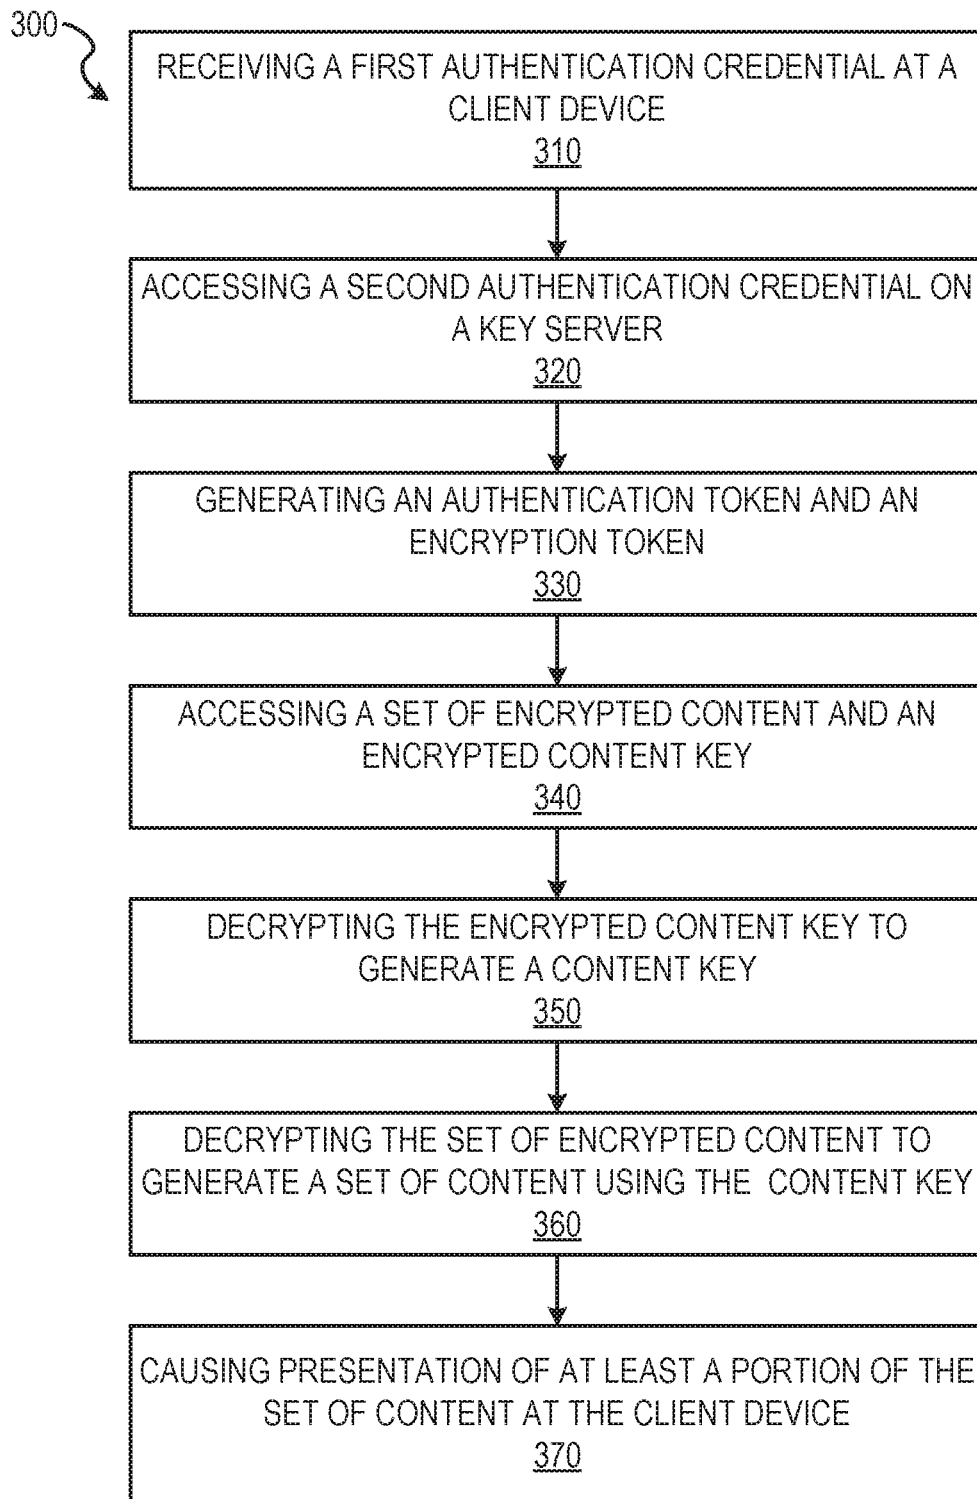 300
RECEIVING A FIRST AUTHENTICATION CREDENTIAL AT A
CLIENT DEVICE
310
ACCESSING A SECOND AUTHENTICATION CREDENTIAL ON
A KEY SERVER
320
GENERATING AN AUTHENTICATION TOKEN AND AN
ENCRYPTION TOKEN
330
ACCESSING A SET OF ENCRYPTED CONTENT AND AN
ENCRYPTED CONTENT KEY
340
DECRYPTING THE ENCRYPTED CONTENT KEY TO
GENERATE A CONTENT KEY
350
DECRYPTING THE SET OF ENCRYPTED CONTENT TO
GENERATE A SET OF CONTENT USING THE CONTENT KEY
360
CAUSING PRESENTATION OF AT LEAST A PORTION OF THE
SET OF CONTENT AT THE CLIENT DEVICE
370